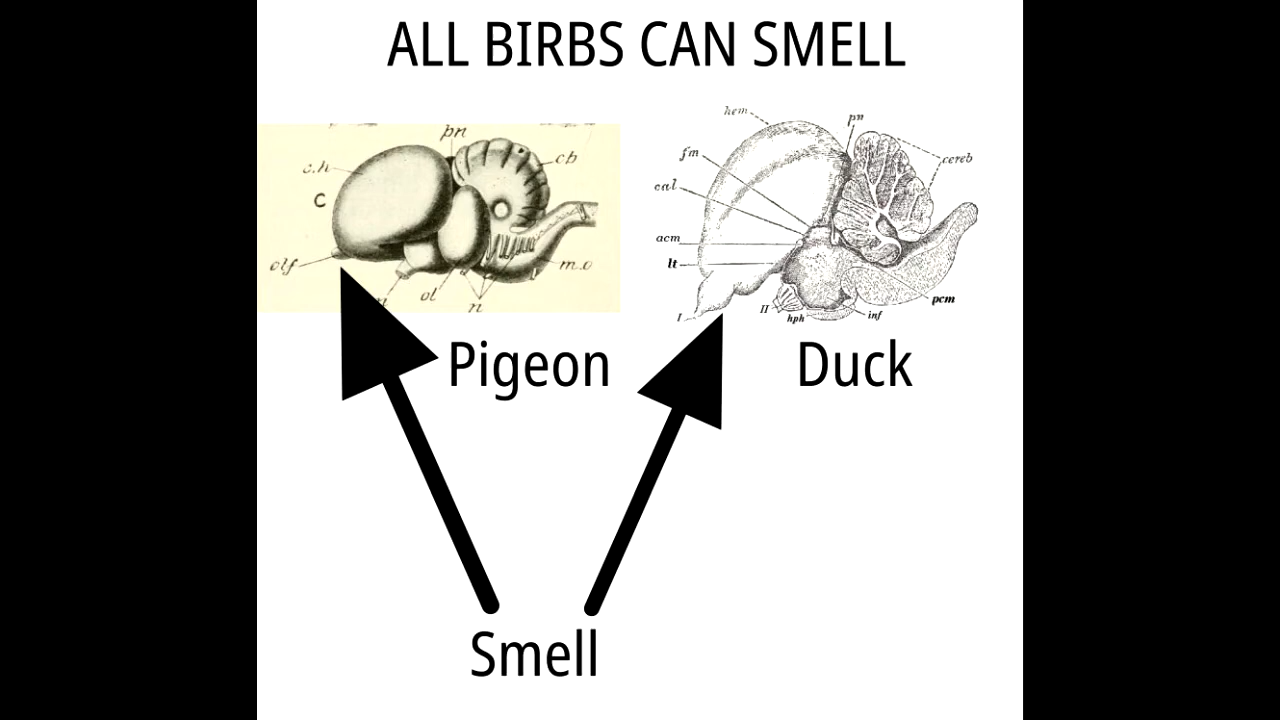 ALL BIRBS CAN SMELL
pn
c.h
cb
C
olf
m.o
ol
n
hem
pn
fm
cereb
cal
acm
lt
pcm
I
II
hph
inf
Pigeon
Duck
Smell